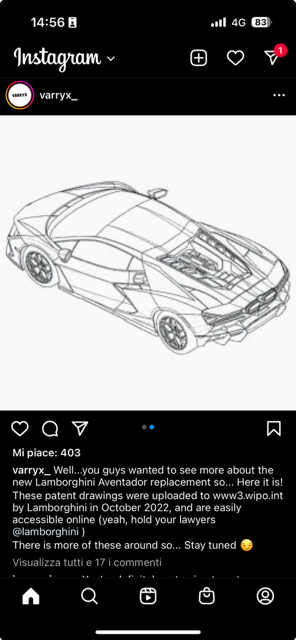 14:56
4G 83
Instagram
1
VARRYX varryx_
Mi piace: 403
varryx_ Well...you guys wanted to see more about the
new Lamborghini Aventador replacement so... Here it is!
These patent drawings were uploaded to www3.wipo.int
by Lamborghini in October 2022, and are easily
accessible online (yeah, hold your lawyers
@lamborghini )
There is more of these around so... Stay tuned 😏
Visualizza tutti e 17 i commenti